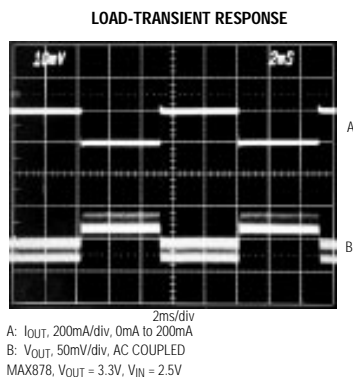 LOAD-TRANSIENT RESPONSE
10mV 2mS
A
B
2ms/div
A: IOUT, 200mA/div, 0mA to 200mA
B: VOUT, 50mV/div, AC COUPLED
MAX878, VOUT = 3.3V, VIN = 2.5V